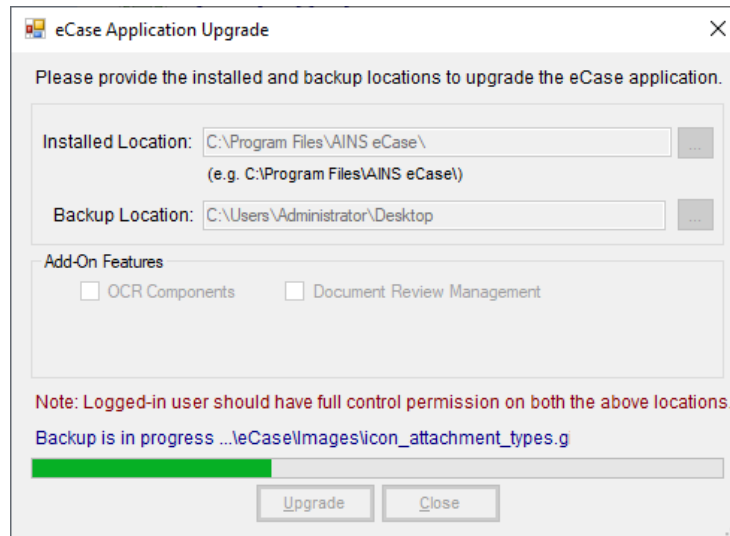 eCase Application Upgrade
Please provide the installed and backup locations to upgrade the eCase application.
Installed Location: C:\Program Files\AINS eCase\ ...
(e.g. C:\Program Files\AINS eCase\)
Backup Location: C:\Users\Administrator\Desktop ...
Add-On Features
OCR Components Document Review Management
Note: Logged-in user should have full control permission on both the above locations.
Backup is in progress ...\eCase\Images\icon_attachment_types.g
Upgrade Close